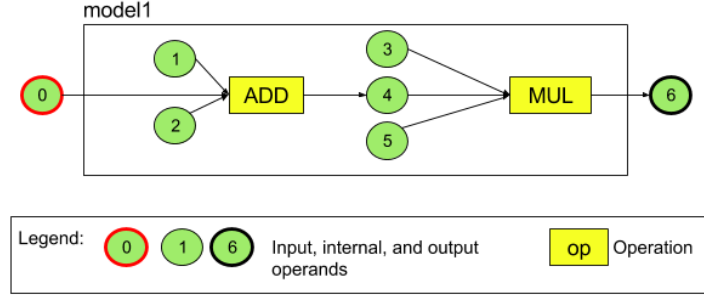 model1
1
3
0
ADD
4
MUL
6
2
5
Legend:
0
1
6
Input, internal, and output
operands
op
Operation